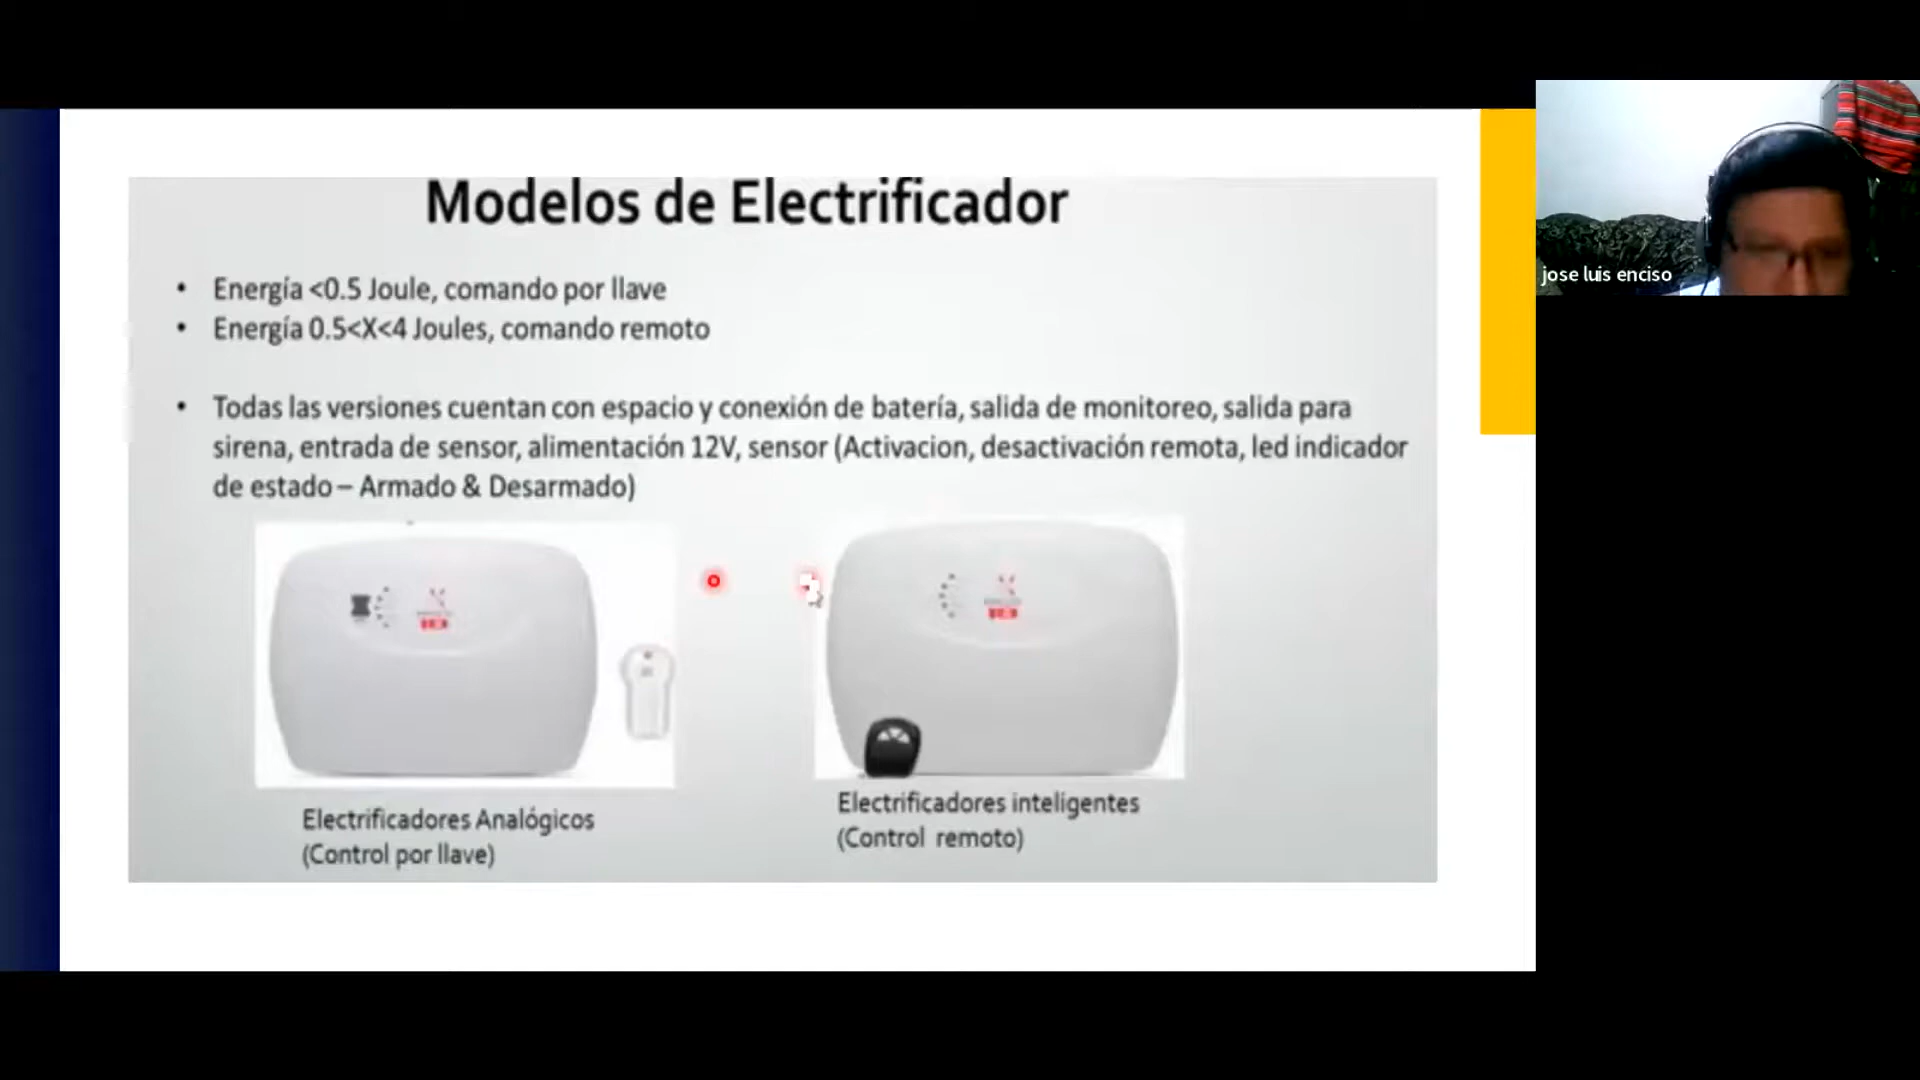 Modelos de Electrificador
• Energía <0.5 Joule, comando por llave
• Energía 0.5<X<4 Joules, comando remoto
• Todas las versiones cuentan con espacio y conexión de batería, salida de monitoreo, salida para
sirena, entrada de sensor, alimentación 12V, sensor (Activacion, desactivación remota, led indicador
de estado – Armado & Desarmado)
Electrificadores Analógicos
(Control por llave)
Electrificadores inteligentes
(Control remoto)
jose luis enciso